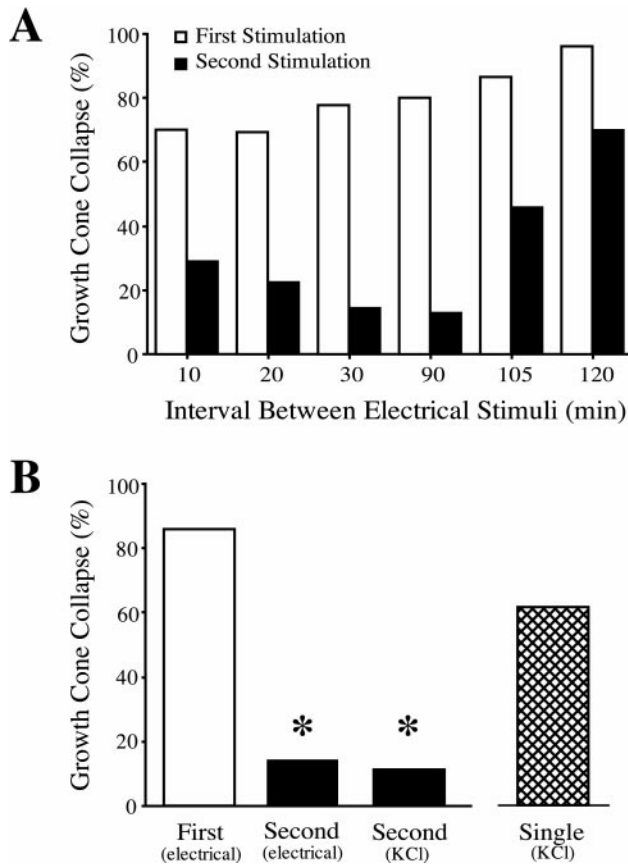 A
Growth Cone Collapse (%)
100
80
60
40
20
0
First Stimulation
Second Stimulation
10 20 30 90 105 120
Interval Between Electrical Stimuli (min)
B
Growth Cone Collapse (%)
100
80
60
40
20
0
* *
First Second Second Single
(electrical) (electrical) (KCl) (KCl)